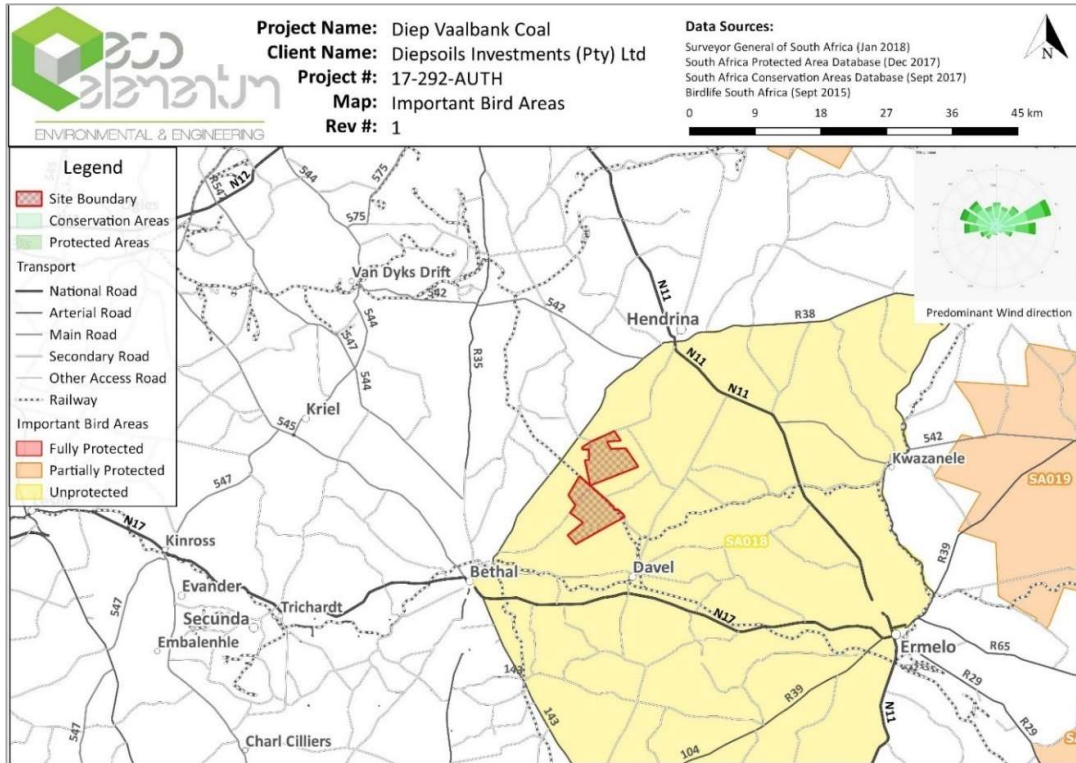 eco
elementum
ENVIRONMENTAL & ENGINEERING
Project Name: Diep Vaalbank Coal
Client Name: Diepsoils Investments (Pty) Ltd
Project #: 17-292-AUTH
Map: Important Bird Areas
Rev #: 1
Data Sources:
Surveyor General of South Africa (Jan 2018)
South Africa Protected Area Database (Dec 2017)
South Africa Conservation Areas Database (Sept 2017)
Birdlife South Africa (Sept 2015)
N
0 9 18 27 36 45 km
Legend
Site Boundary
Conservation Areas
Protected Areas
Transport
National Road
Arterial Road
Main Road
Secondary Road
Other Access Road
Railway
Important Bird Areas
Fully Protected
Partially Protected
Unprotected
Predominant Wind direction
N12
R547
544
575
575
Van Dyks Drift
542
544
547
544
542
R35
N11
Hendrina
R38
N11
N11
Kriel
545
547
542
Kwazanele
SA019
R39
N17
Kinross
SA018
Bethal
Davel
Evander
Trichardt
Secunda
Embalenhle
547
547
N17
Ermelo
R65
R29
R29
143
143
R39
104
N11
Charl Cilliers